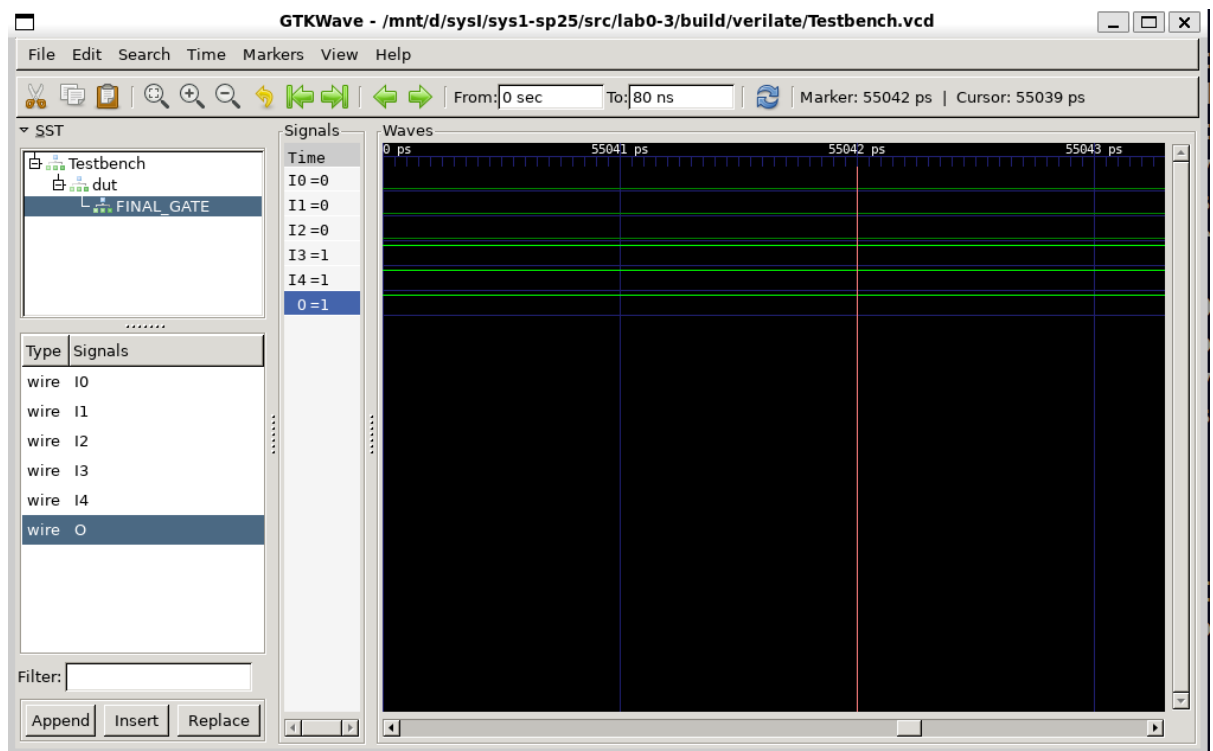 GTKWave - /mnt/d/sysI/sys1-sp25/src/lab0-3/build/verilate/Testbench.vcd
File Edit Search Time Markers View Help
From: 0 sec To: 80 ns Marker: 55042 ps | Cursor: 55039 ps
SST
Testbench
dut
FINAL_GATE
Type Signals
wire I0
wire I1
wire I2
wire I3
wire I4
wire O
Filter:
Append Insert Replace
Signals
Time
I0=0
I1=0
I2=0
I3=1
I4=1
O=1
Waves
0 ps 55041 ps 55042 ps 55043 ps